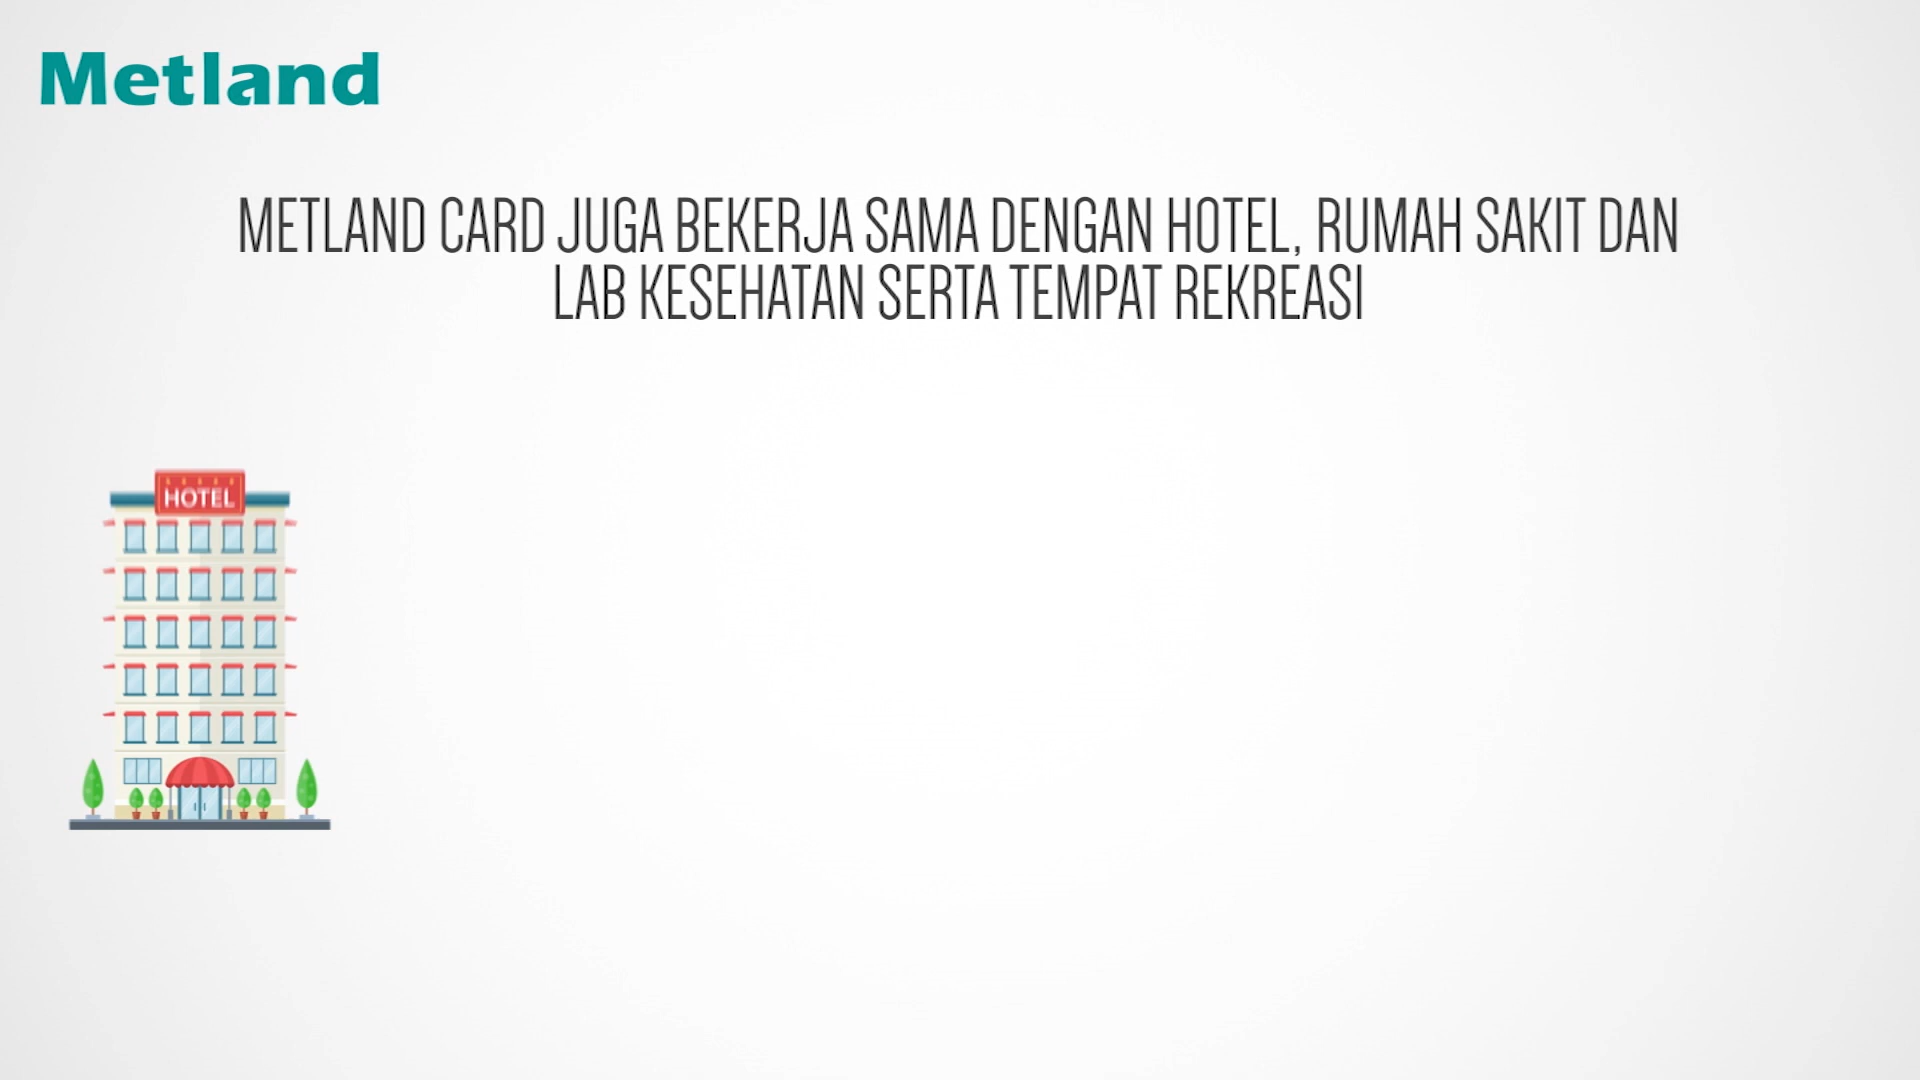 Metland
METLAND CARD JUGA BEKERJA SAMA DENGAN HOTEL, RUMAH SAKIT DAN
LAB KESEHATAN SERTA TEMPAT REKREASI
HOTEL